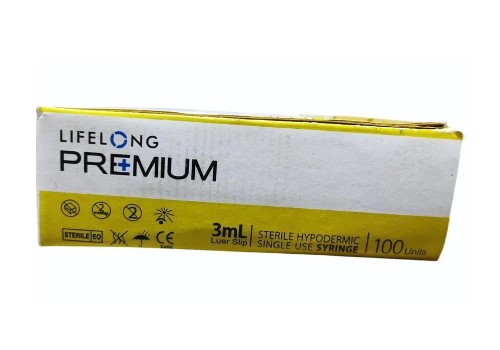 LIFELONG
PREMIUM
STERILE EO
3mL
Luer Slip
STERILE HYPODERMIC
SINGLE USE SYRINGE
100 Units